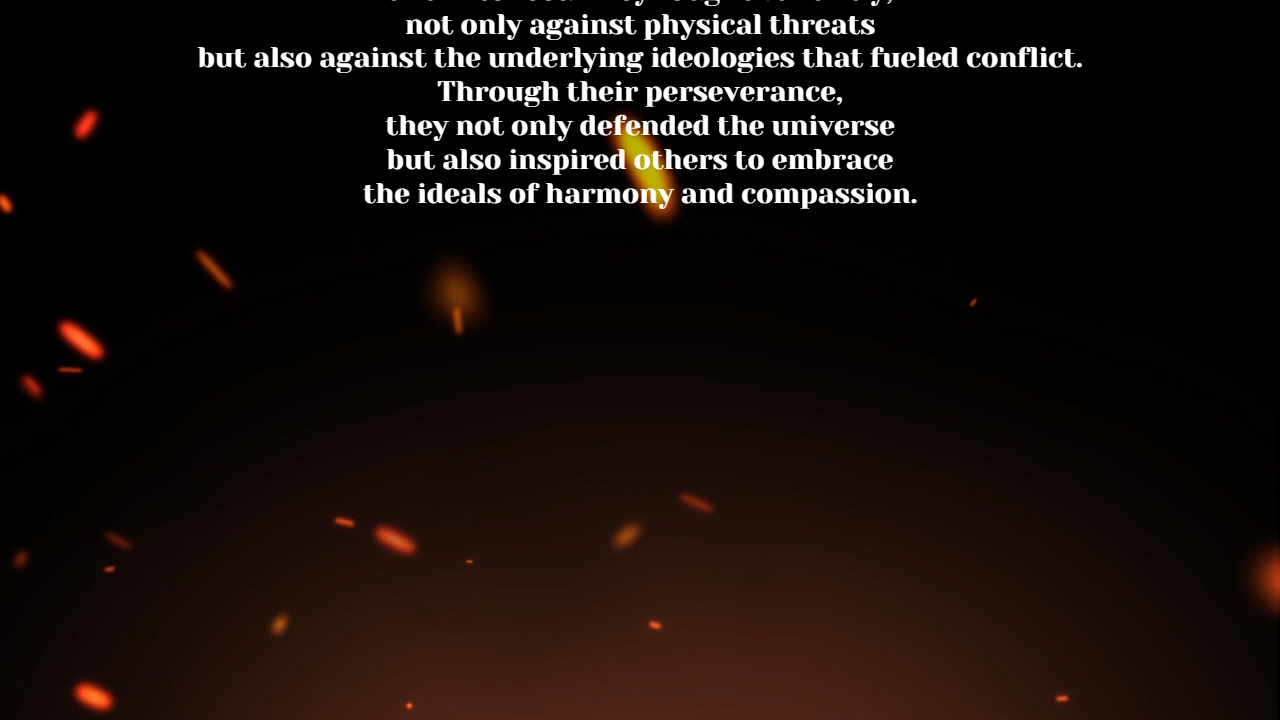 not only against physical threats
but also against the underlying ideologies that fueled conflict.
Through their perseverance,
they not only defended the universe
but also inspired others to embrace
the ideals of harmony and compassion.